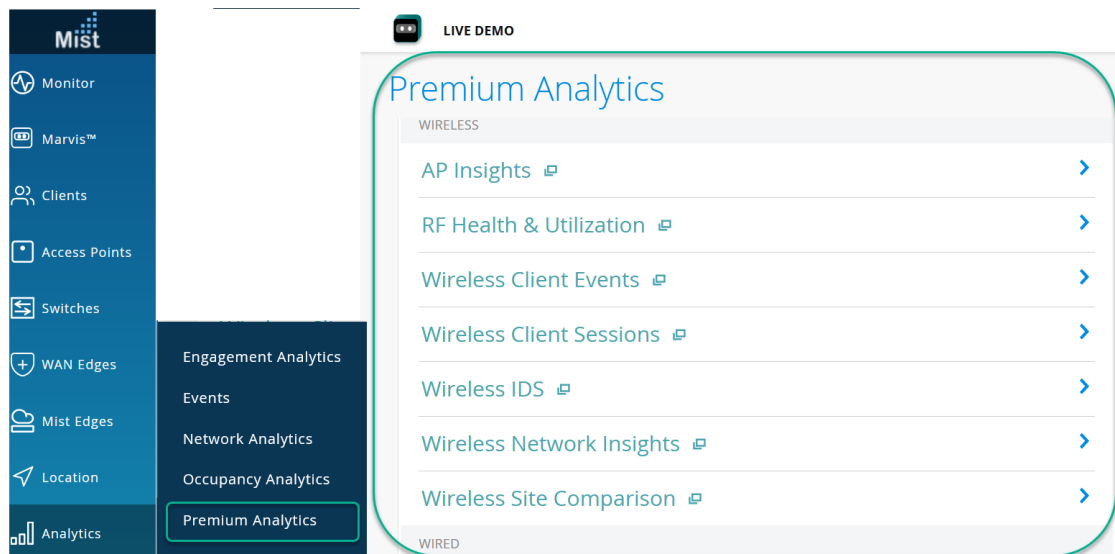 Mist
Monitor
Marvis™
Clients
Access Points
Switches
WAN Edges
Mist Edges
Location
Analytics
Engagement Analytics
Events
Network Analytics
Occupancy Analytics
Premium Analytics
LIVE DEMO
Premium Analytics
WIRELESS
AP Insights
RF Health & Utilization
Wireless Client Events
Wireless Client Sessions
Wireless IDS
Wireless Network Insights
Wireless Site Comparison
WIRED